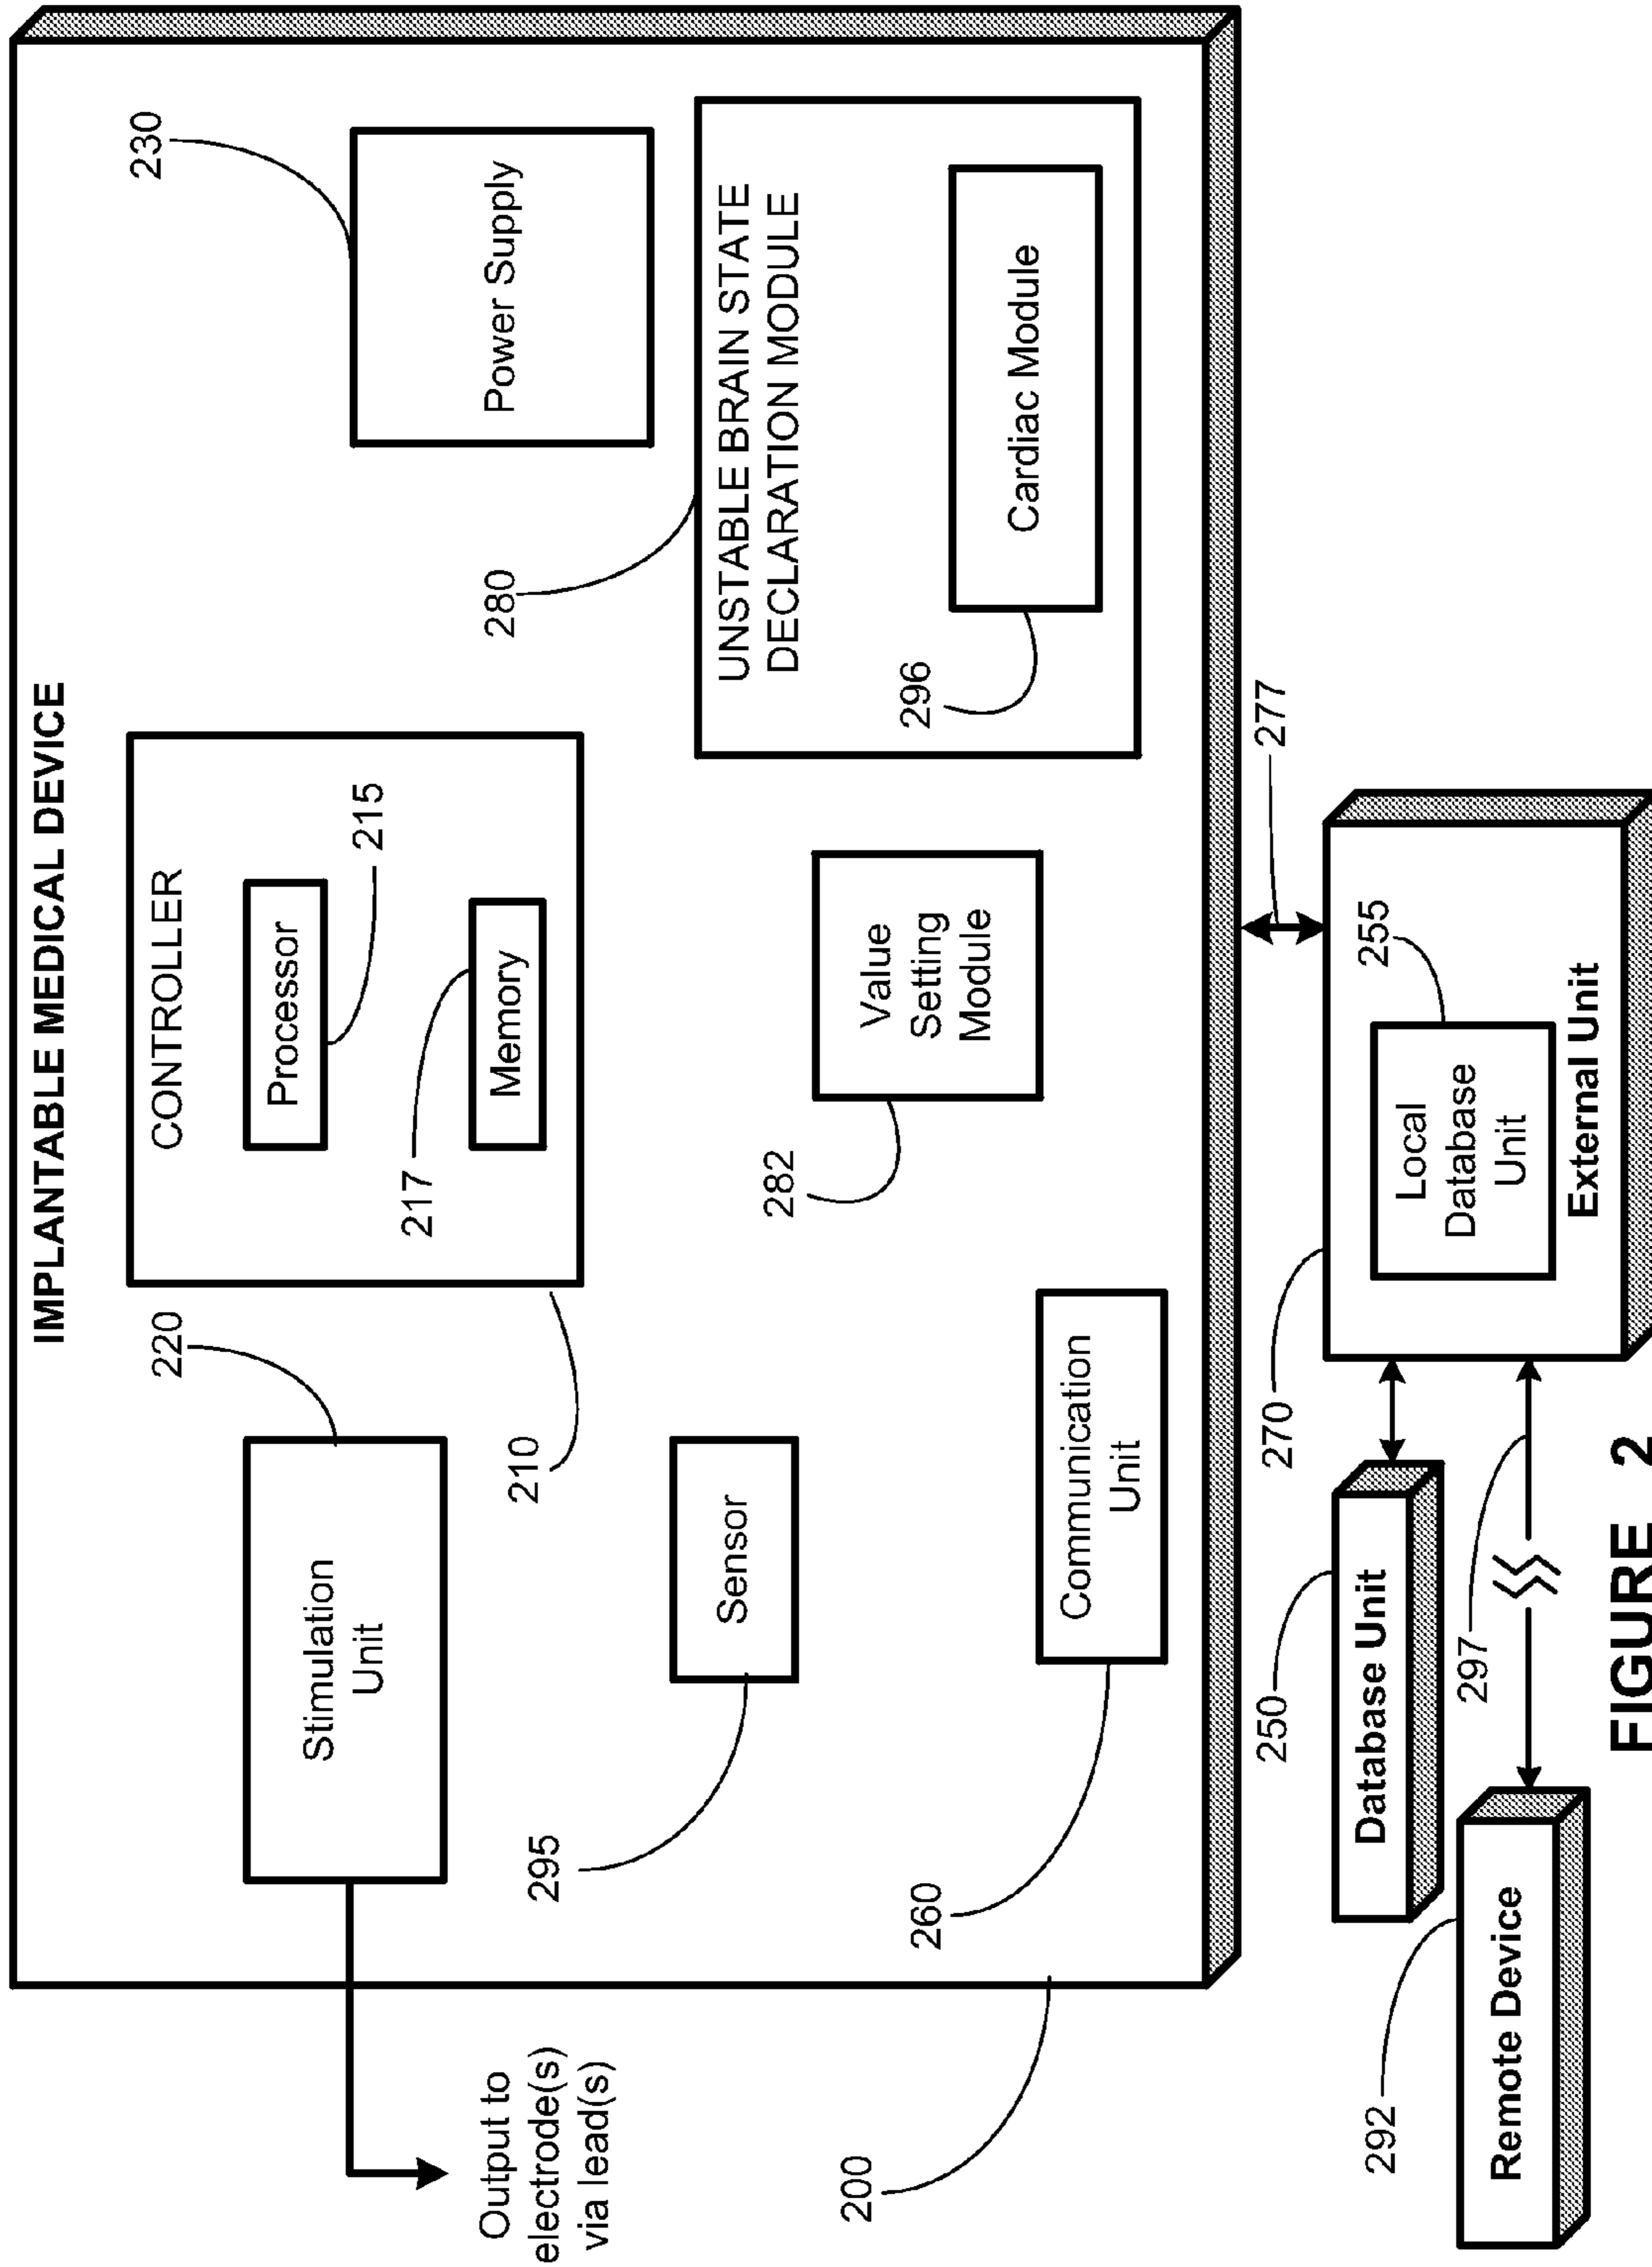 IMPLANTABLE MEDICAL DEVICE
220
Stimulation
Unit
CONTROLLER
Processor
215
217
Memory
210
230
Power Supply
Output to
electrode(s)
via lead(s)
295
Sensor
282
Value
Setting
Module
280
UNSTABLE BRAIN STATE
DECLARATION MODULE
296
Cardiac Module
260
Communication
Unit
200
277
250
Database Unit
270
255
Local
Database
Unit
External Unit
292
Remote Device
297
FIGURE 2